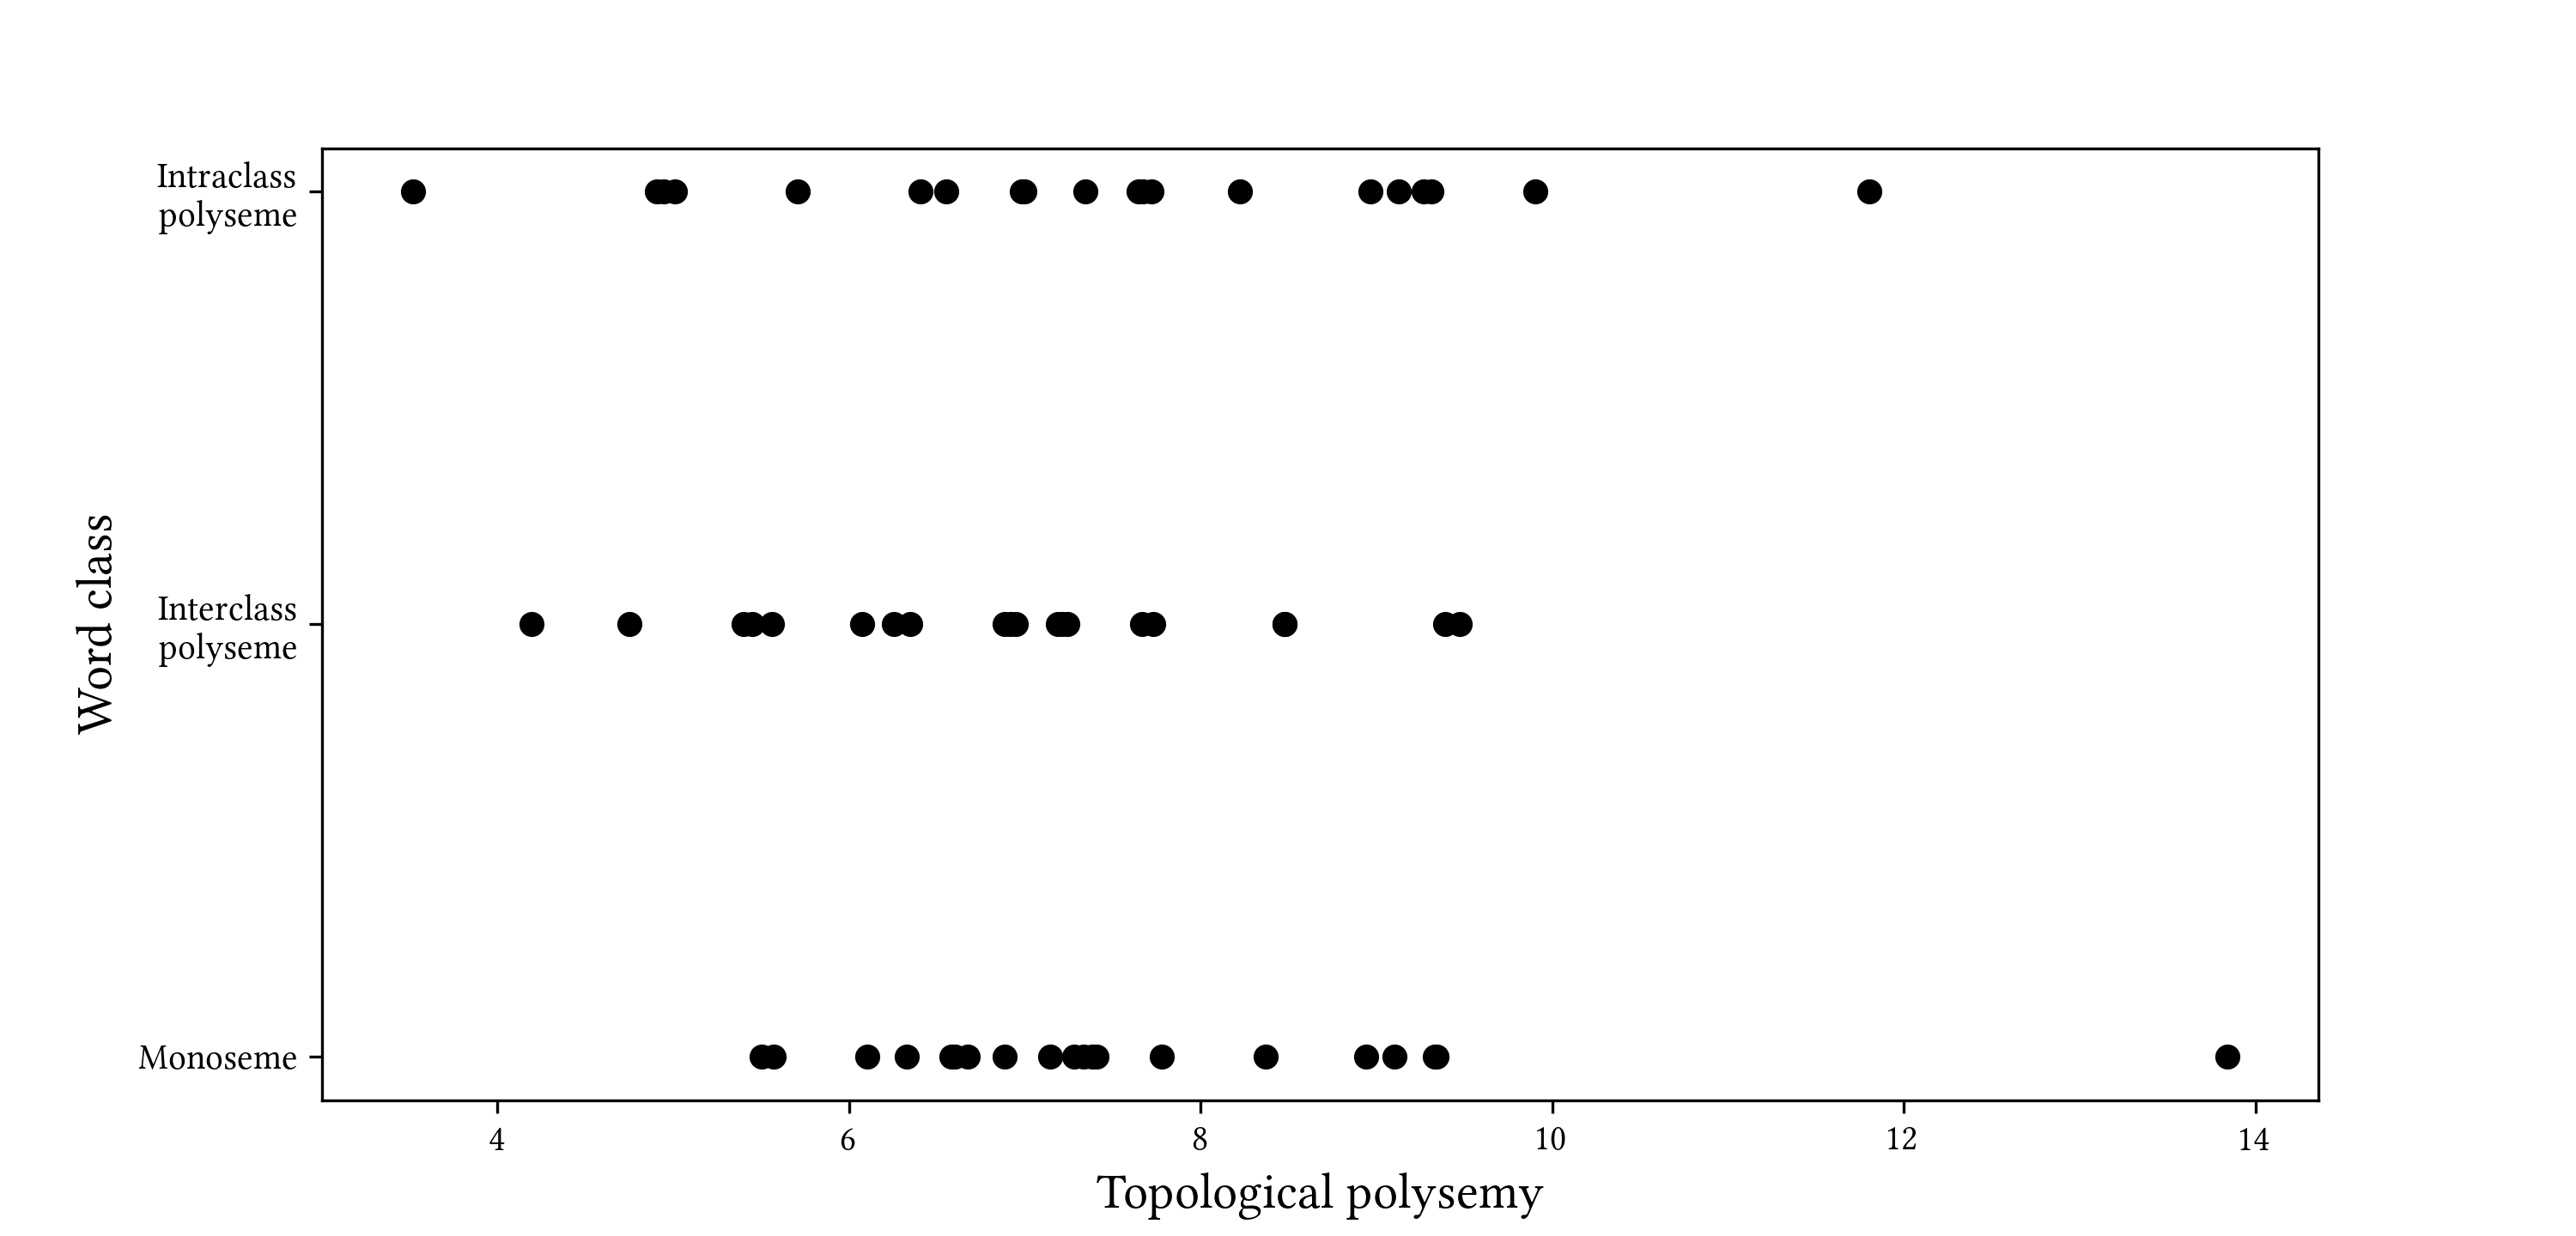 Intraclass
polyseme
Word class
Interclass
polyseme
Monoseme
4 6 8 10 12 14
Topological polysemy